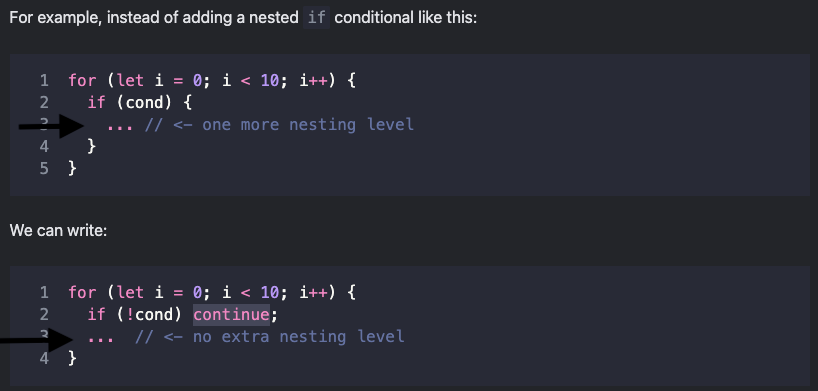 For example, instead of adding a nested if conditional like this:
1 for (let i = 0; i < 10; i++) {
2   if (cond) {
3     ... // <- one more nesting level
4   }
5 }
We can write:
1 for (let i = 0; i < 10; i++) {
2   if (!cond) continue;
3   ...  // <- no extra nesting level
4 }